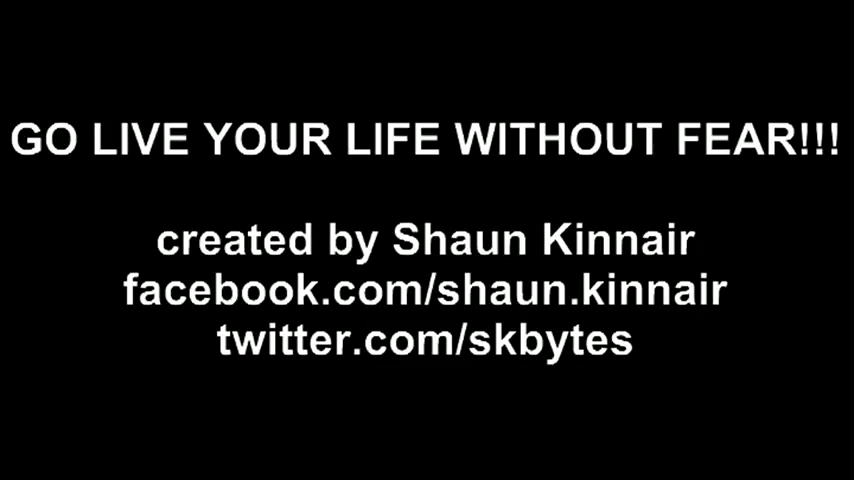 GO LIVE YOUR LIFE WITHOUT FEAR!!!
created by Shaun Kinnair
facebook.com/shaun.kinnair
twitter.com/skbytes